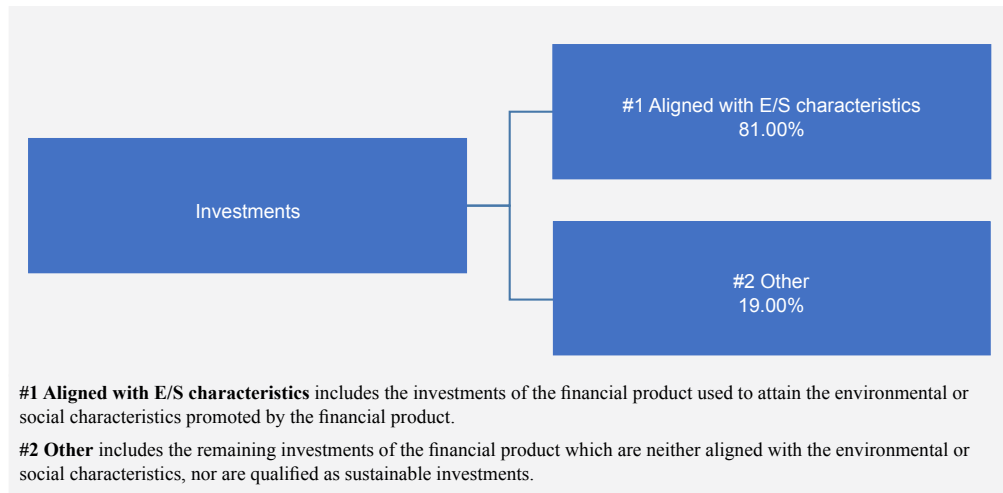 #1 Aligned with E/S characteristics
81.00%
Investments
#2 Other
19.00%
#1 Aligned with E/S characteristics includes the investments of the financial product used to attain the environmental or
social characteristics promoted by the financial product.
#2 Other includes the remaining investments of the financial product which are neither aligned with the environmental or
social characteristics, nor are qualified as sustainable investments.